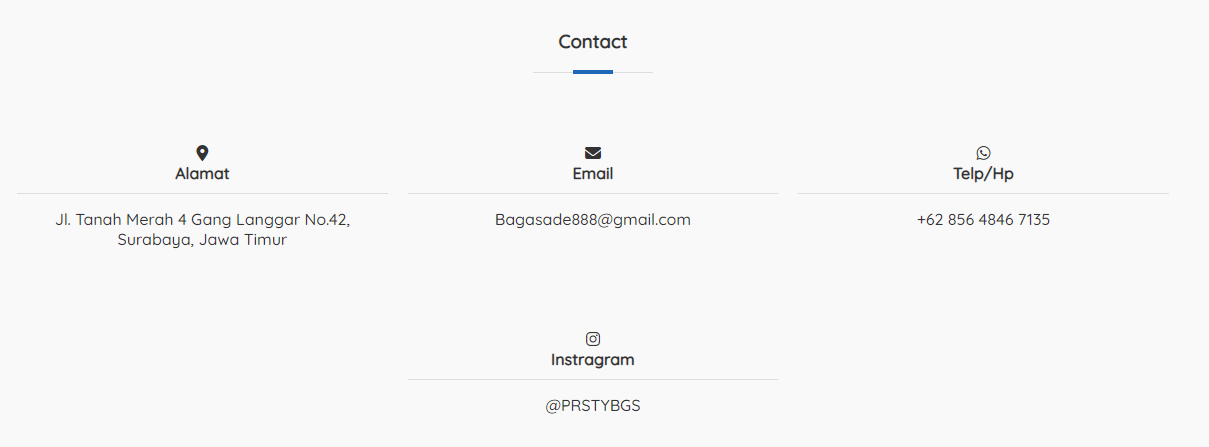 Contact
Alamat
Jl. Tanah Merah 4 Gang Langgar No.42,
Surabaya, Jawa Timur
Email
Bagasade888@gmail.com
Telp/Hp
+62 856 4846 7135
Instragram
@PRSTYBGS